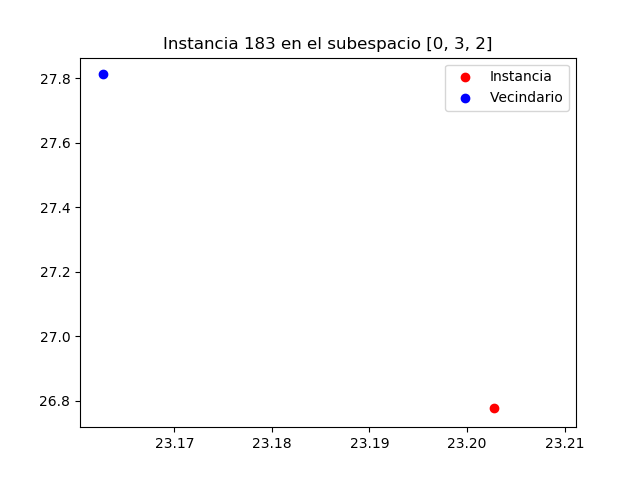 Instancia 183 en el subespacio [0, 3, 2]
Instancia
Vecindario
27.8
27.6
27.4
27.2
27.0
26.8
23.17 23.18 23.19 23.20 23.21